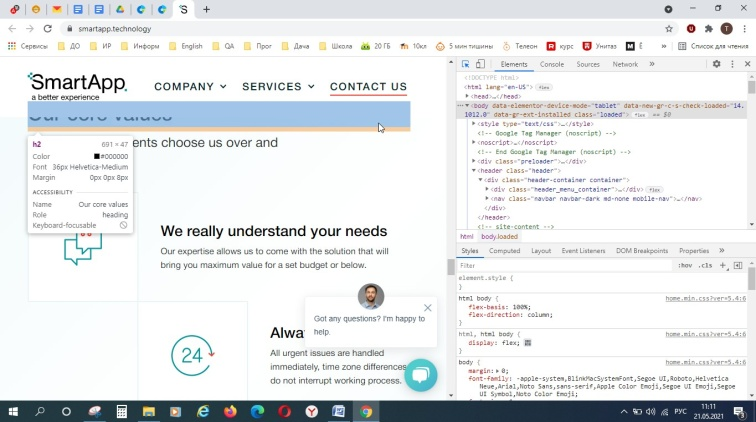 smartapp.technology
Сервисы ДО ИР Информ English QA Прог Дача Школа 20 ГБ 10кл 5 мин тишины Телеон курс Унитаз Ё » Список для чтения
SmartApp
a better experience
COMPANY SERVICES CONTACT US
Our core values
ents choose us over and
h2 691 × 47
Color #000000
Font 36px Helvetica-Medium
Margin 0px 0px 8px
ACCESSIBILITY
Name Our core values
Role heading
Keyboard-focusable
We really understand your needs
Our expertise allows us to come with the solution that will
bring you maximum value for a set budget or below.
24
Alwa
All urgent issues are handled
immediately, time zone differences
do not interrupt working process.
Got any questions? I'm happy to
help.
Elements Console Sources Network »
<!DOCTYPE html>
<html lang="en-US"> flex
<head>…</head>
<body data-elementor-device-mode="tablet" data-new-gr-c-s-check-loaded="14.
1012.0" data-gr-ext-installed class="loaded"> flex == $0
<style type="text/css">…</style>
<!-- Google Tag Manager (noscript) -->
<noscript>…</noscript>
<!-- End Google Tag Manager (noscript) -->
<div class="preloader">…</div>
<header class="header">
<div class="header-container container">
<div class="header_menu_container">…</div> flex
<nav class="navbar navbar-dark md-none mobile-nav">…</nav>
</div>
</header>
<!-- site-content -->
html body.loaded
Styles Computed Layout Event Listeners DOM Breakpoints Properties »
Filter :hov .cls +
element.style {
}
html body { home.min.css?ver=5.4:6
flex-basis: 100%;
flex-direction: column;
}
html, html body { home.min.css?ver=5.4:6
display: flex;
}
body { home.min.css?ver=5.4:6
margin: 0;
font-family: -apple-system,BlinkMacSystemFont,Segoe UI,Roboto,Helvetica
Neue,Arial,Noto Sans,sans-serif,Apple Color Emoji,Segoe UI Emoji,Segoe
UI Symbol,Noto Color Emoji;
РУС 11:11
21.05.2021